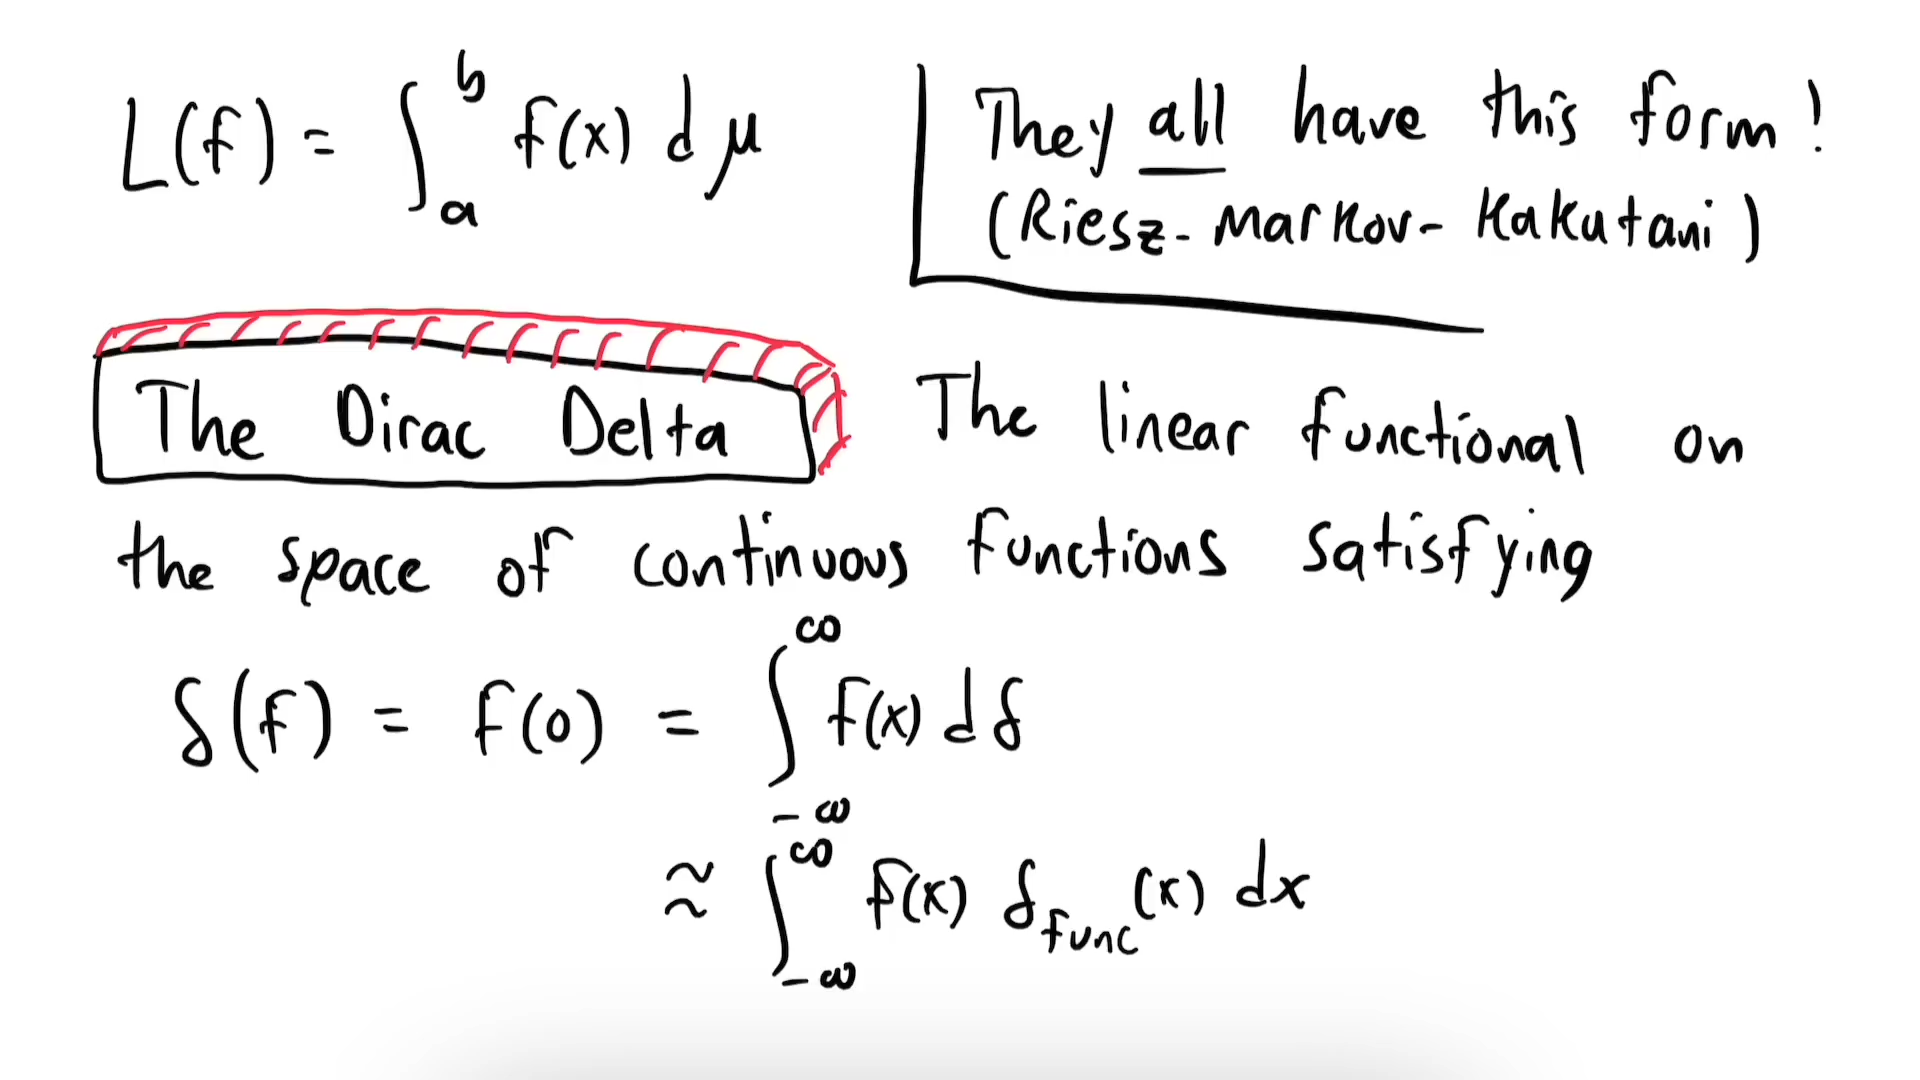 L(f) = ∫_a^b f(x) dμ
They all have this form!
(Riesz-Markov-Kakutani)
The Dirac Delta
The linear functional on
the space of continuous functions satisfying
δ(f) = f(0) = ∫_{-∞}^{∞} f(x) dδ
≈ ∫_{-∞}^{∞} f(x) δ_func(x) dx